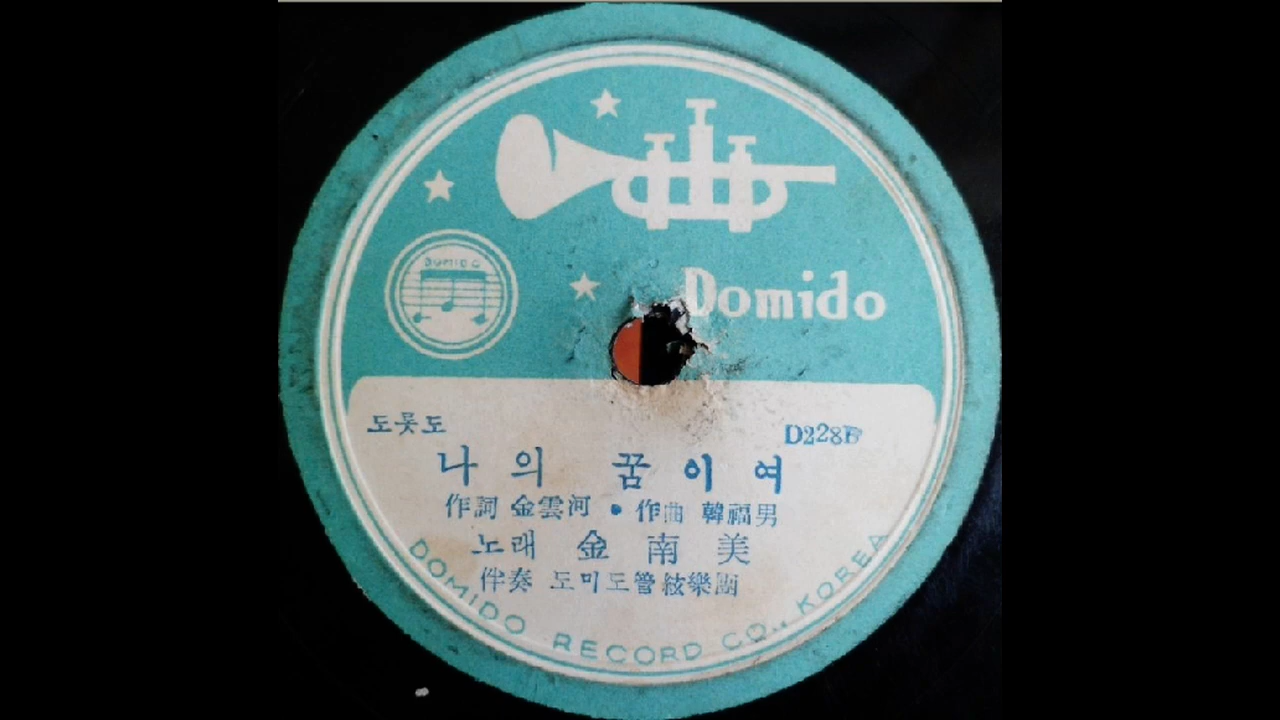 DOMIDO
Domido
도롯도
D228B
나의 꿈이여
作詞 金雲河 • 作曲 韓福男
노래 金南美
伴奏 도미도管絃樂團
DOMIDO RECORD CO., KOREA